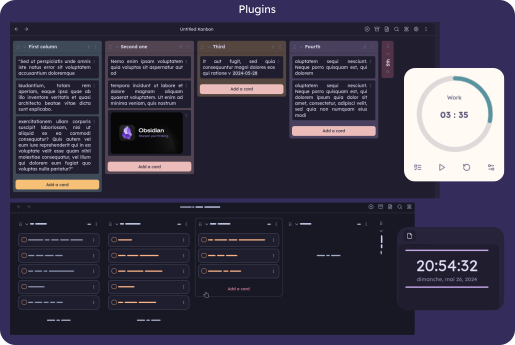 Plugins
Untitled Kanban
First column
"Sed ut perspiciatis unde omnis
iste natus error sit voluptatem
accusantium doloremque
laudantium, totam rem
aperiam, eaque ipsa quae ab
illo inventore veritatis et quasi
architecto beatae vitae dicta
sunt explicabo.
exercitationem ullam corporis
suscipit laboriosam, nisi ut
aliquid ex ea commodi
consequatur? Quis autem vel
eum iure reprehenderit qui in ea
voluptate velit esse quam nihil
molestiae consequatur, vel illum
qui dolorem eum fugiat quo
voluptas nulla pariatur?"
Add a card
Second one
Nemo enim ipsam voluptatem
quia voluptas sit aspernatur aut
od
tempora incidunt ut labore et
dolore magnam aliquam
quaerat voluptatem. Ut enim ad
minima veniam, quis nostrum
Obsidian
Add a card
Third
it aut fugit, sed quia
consequuntur magni dolores eos
qui ratione v 2024-05-28
Add a card
Fourth
oluptatem sequi nesciunt.
Neque porro quisquam est, qui
dolorem
oluptatem sequi nesciunt.
Neque porro quisquam est, qui
dolorem ipsum quia dolor sit
amet, consectetur, adipisci velit,
sed quia non numquam eius
modi
Add a card
5th
Work
03 : 35
Add a card
20:54:32
dimanche, mai 26, 2024